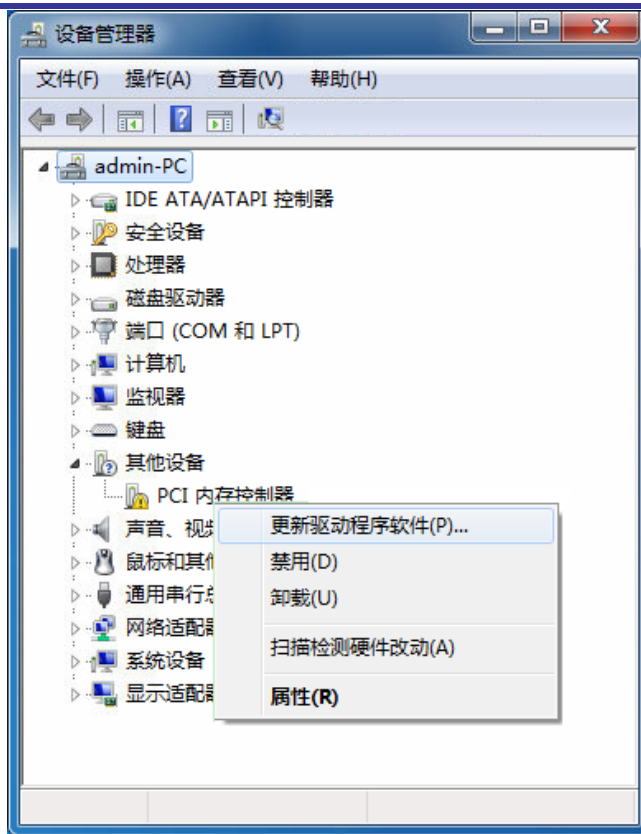 设备管理器
文件(F) 操作(A) 查看(V) 帮助(H)
admin-PC
IDE ATA/ATAPI 控制器
安全设备
处理器
磁盘驱动器
端口 (COM 和 LPT)
计算机
监视器
键盘
其他设备
PCI 内存控制器
声音、视频
更新驱动程序软件(P)...
鼠标和其他
禁用(D)
通用串行总
卸载(U)
网络适配器
系统设备
扫描检测硬件改动(A)
显示适配器
属性(R)